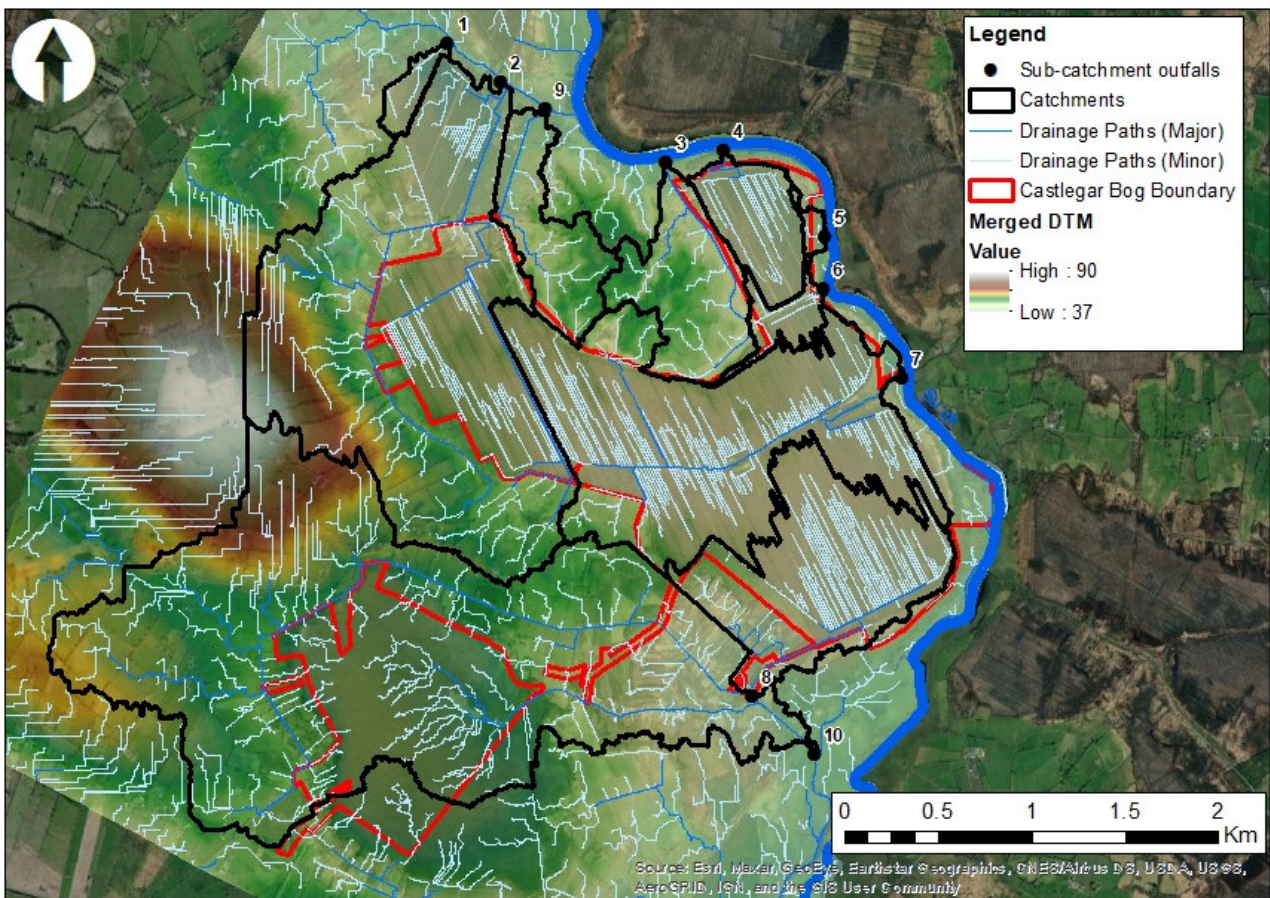 1
2
9
3
4
5
6
7
8
10
Legend
Sub-catchment outfalls
Catchments
Drainage Paths (Major)
Drainage Paths (Minor)
Castlegar Bog Boundary
Merged DTM
Value
High : 90
Low : 37
0 0.5 1 1.5 2
Km
Source: Esri, Maxar, GeoEye, Earthstar Geographics, CNES/Airbus DS, USDA, USGS,
AeroGRID, IGN, and the GIS User Community